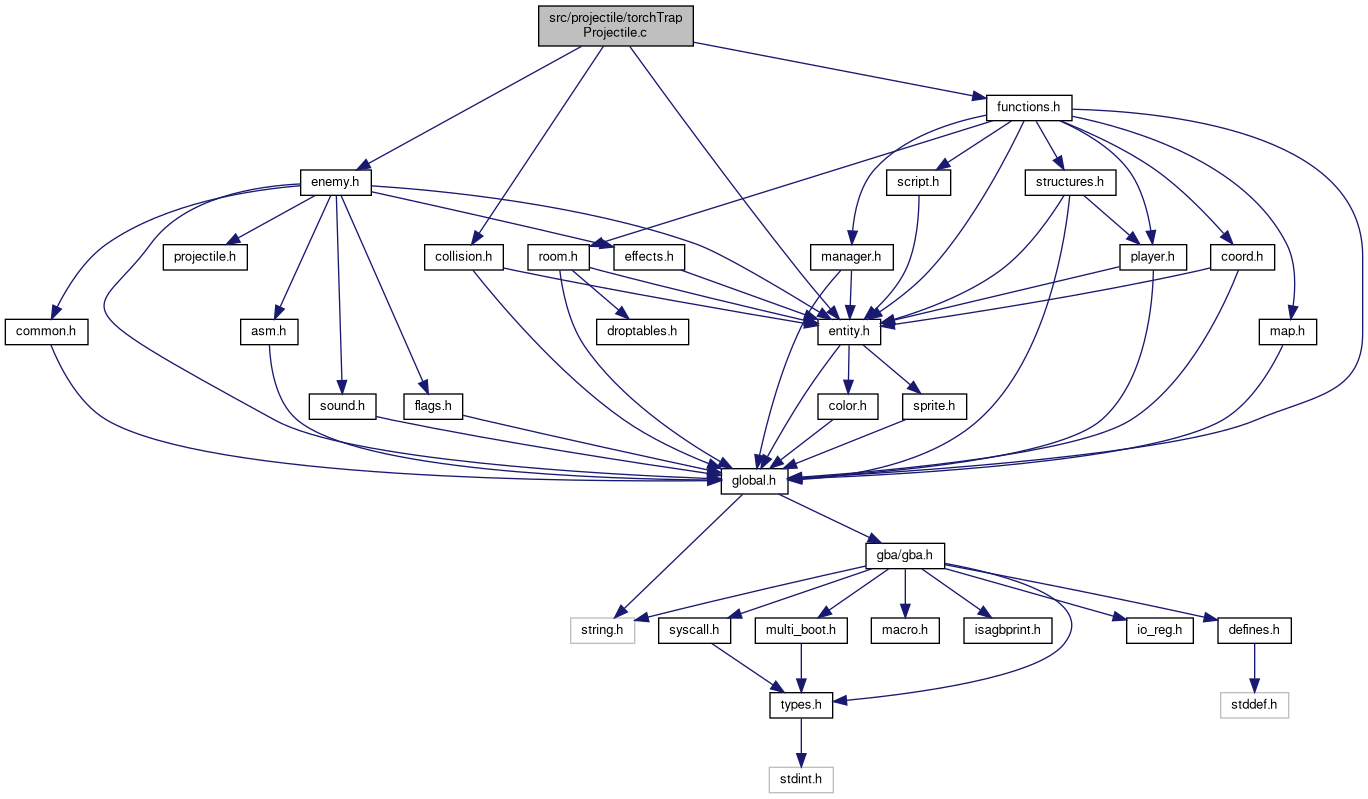 src/projectile/torchTrap
Projectile.c
functions.h
enemy.h
script.h
structures.h
projectile.h
collision.h
room.h
effects.h
manager.h
player.h
coord.h
common.h
asm.h
droptables.h
entity.h
map.h
sound.h
flags.h
color.h
sprite.h
global.h
gba/gba.h
string.h
syscall.h
multi_boot.h
macro.h
isagbprint.h
io_reg.h
defines.h
types.h
stddef.h
stdint.h